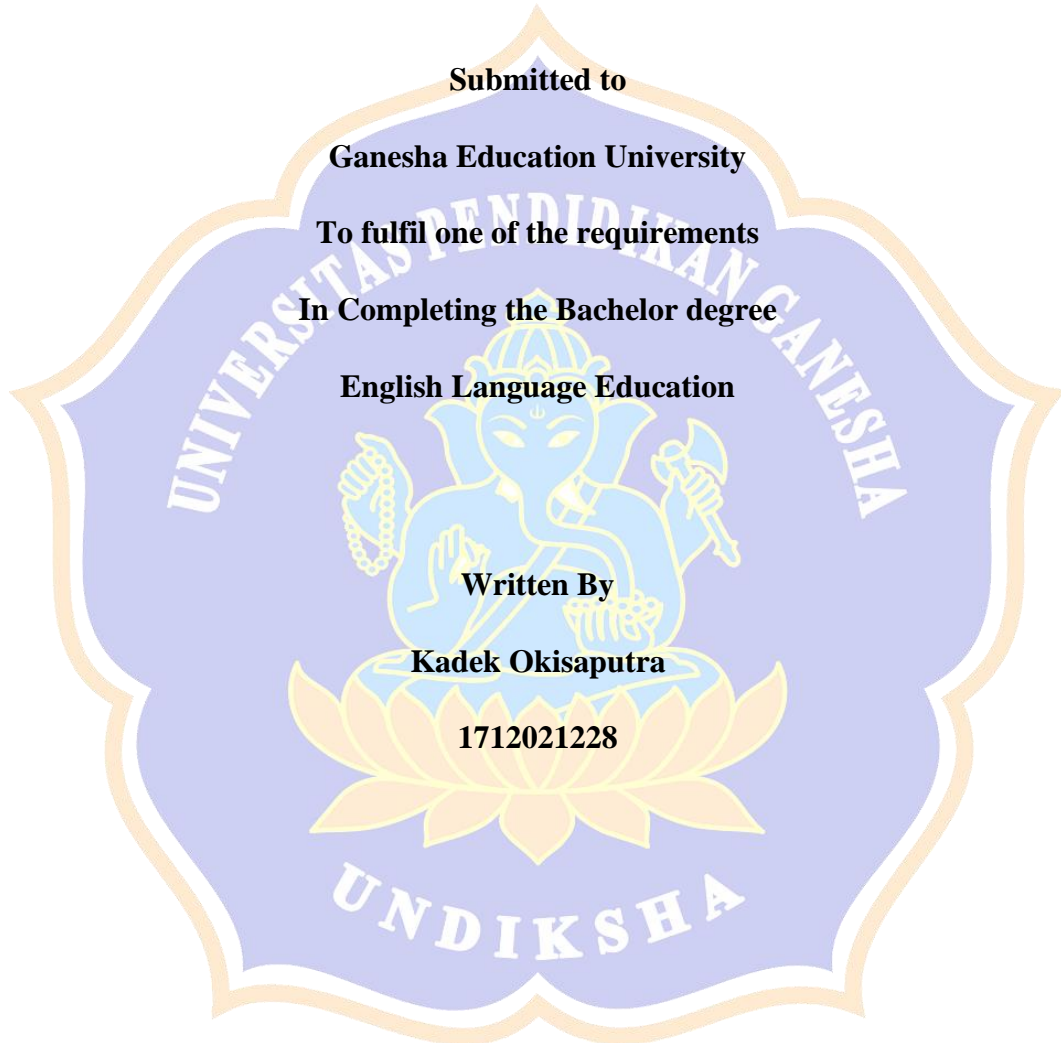 Submitted to
Ganesha Education University
UNIVERSITAS PENDIDIKAN GANESHA
To fulfil one of the requirements
In Completing the Bachelor degree
English Language Education
Written By
Kadek Okisaputra
1712021228
UNDIKSHA